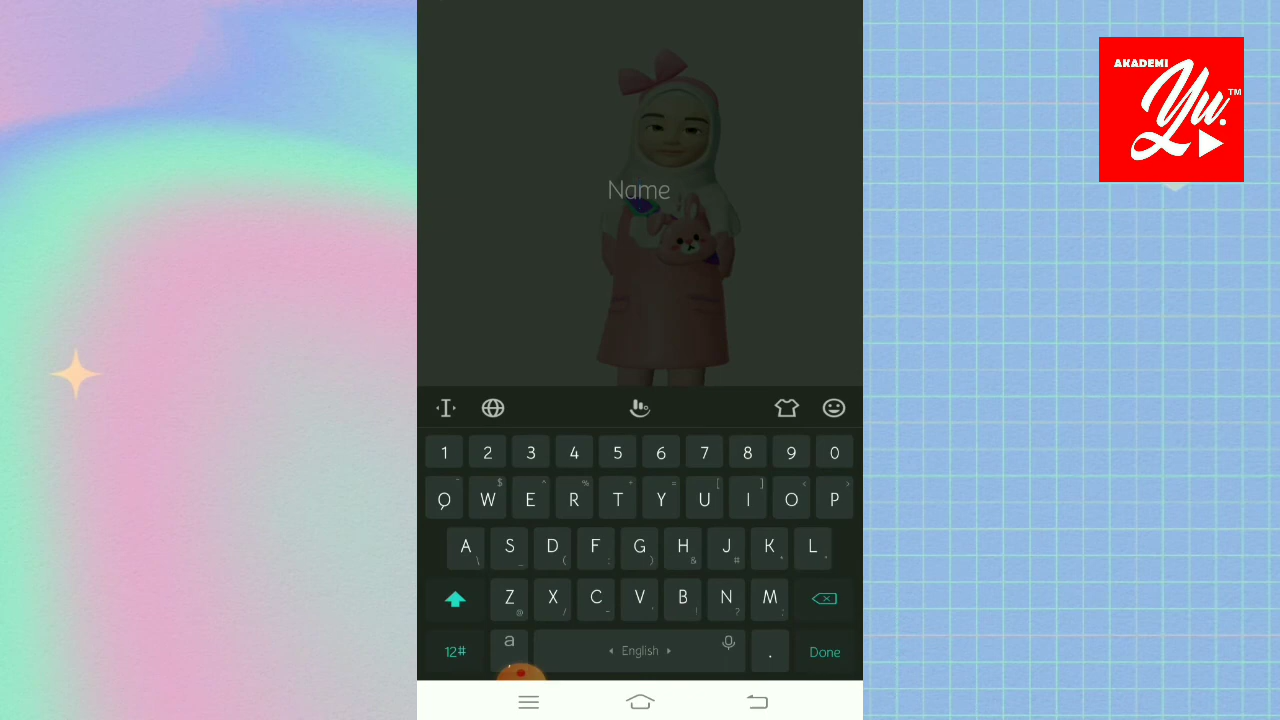 AKADEMI
Yu.™
Name
1 2 3 4 5 6 7 8 9 0
Q W E R T Y U I O P
A S D F G H J K L
Z X C V B N M
12# a English . Done